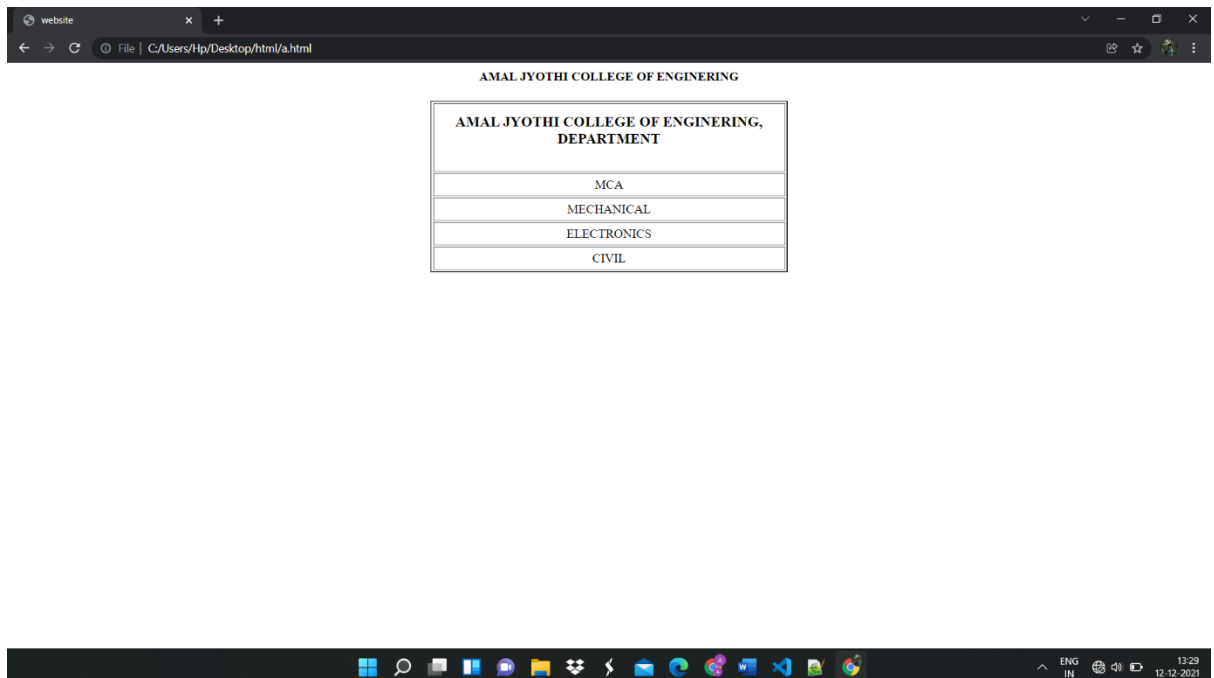 website
File | C:/Users/Hp/Desktop/html/a.html
AMAL JYOTHI COLLEGE OF ENGINERING
AMAL JYOTHI COLLEGE OF ENGINERING,
DEPARTMENT
MCA
MECHANICAL
ELECTRONICS
CIVIL
ENG
IN
13:29
12-12-2021